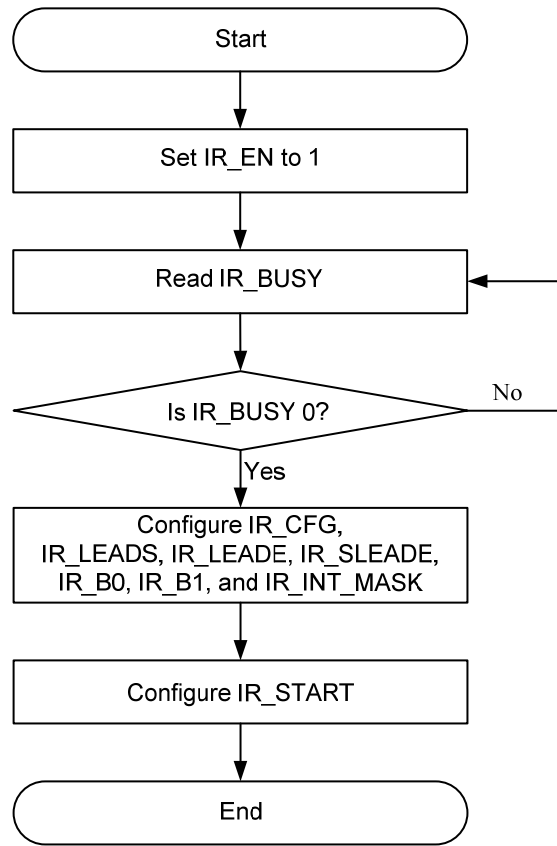 Start
Set IR_EN to 1
Read IR_BUSY
Is IR_BUSY 0?
No
Yes
Configure IR_CFG,
IR_LEADS, IR_LEADE, IR_SLEADE,
IR_B0, IR_B1, and IR_INT_MASK
Configure IR_START
End